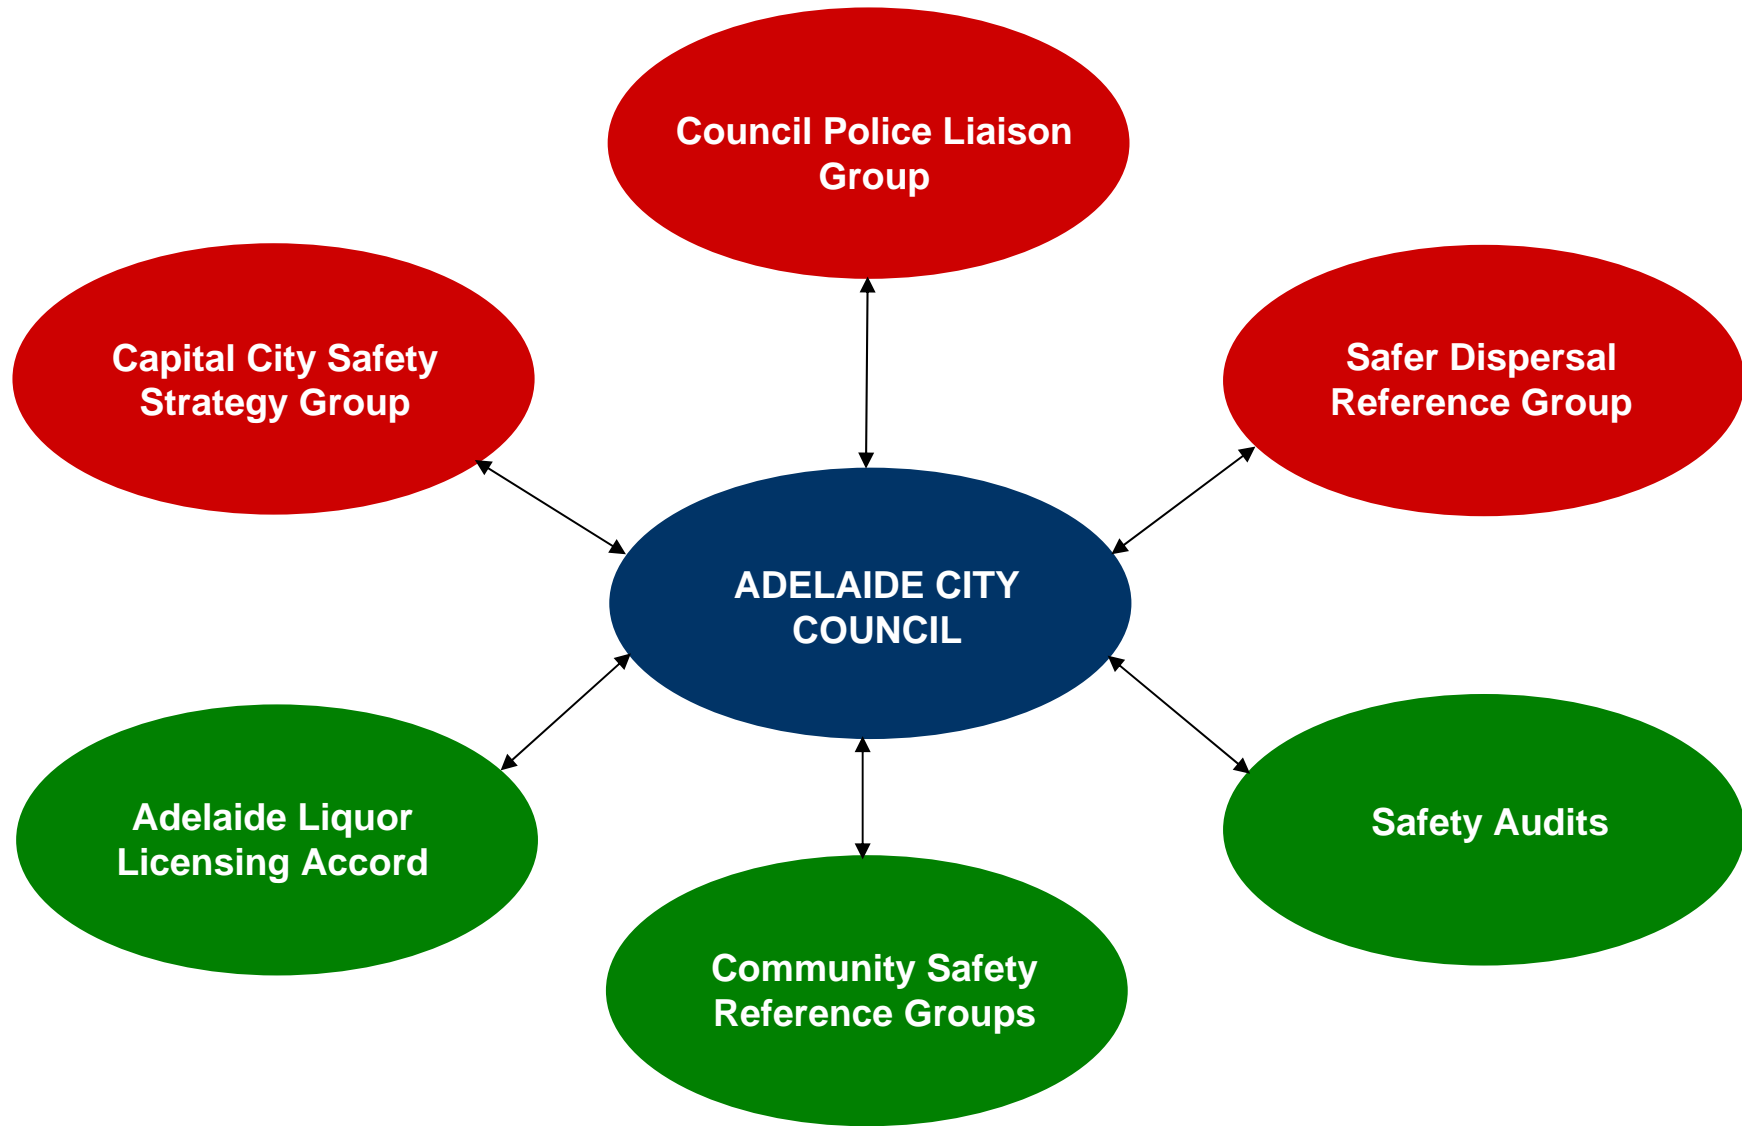 Council Police Liaison
Group
Capital City Safety
Strategy Group
Safer Dispersal
Reference Group
ADELAIDE CITY
COUNCIL
Adelaide Liquor
Licensing Accord
Safety Audits
Community Safety
Reference Groups